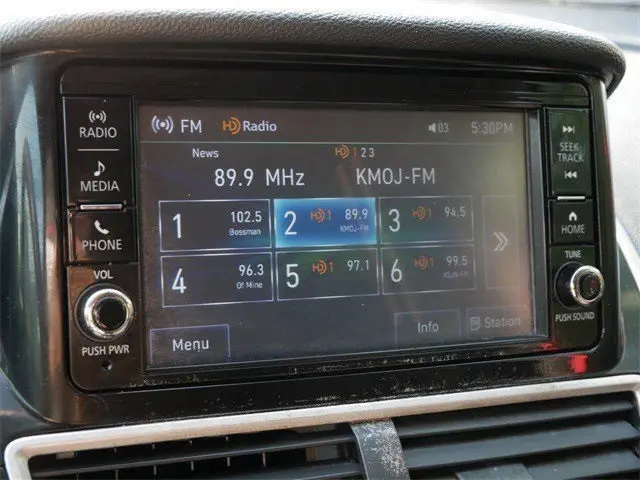 RADIO
MEDIA
PHONE
VOL
PUSH PWR
FM HD Radio 03 5:30PM
News HD 1 2 3
89.9 MHz KMOJ-FM
1 102.5 Bossman
2 HD 1 89.9 KMOJ-FM
3 HD 1 94.5
4 96.3 Of Mine
5 HD 1 97.1
6 HD 1 99.5
Menu Info Station
SEEK
TRACK
HOME
TUNE
PUSH SOUND